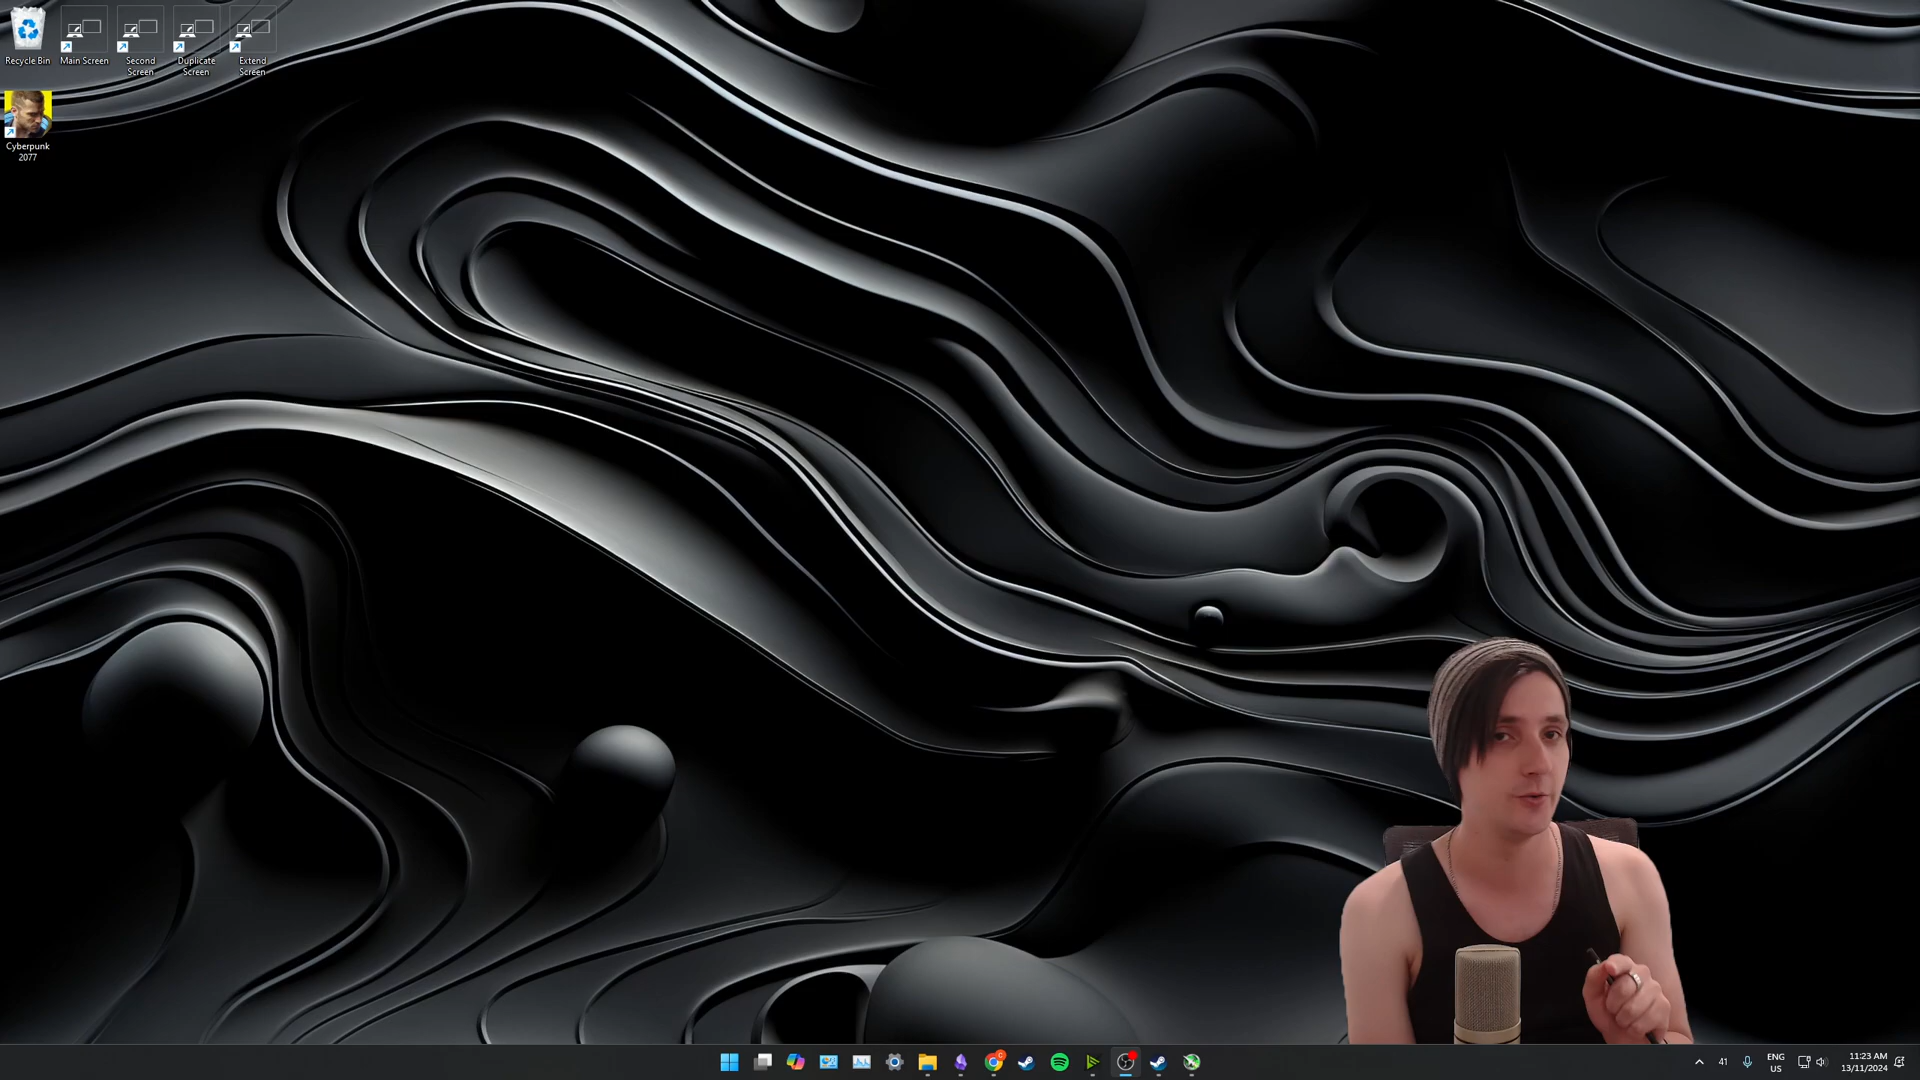 Recycle Bin
Main Screen
Second
Screen
Duplicate
Screen
Extend
Screen
Cyberpunk
2077
41
ENG
US
11:23 AM
13/11/2024